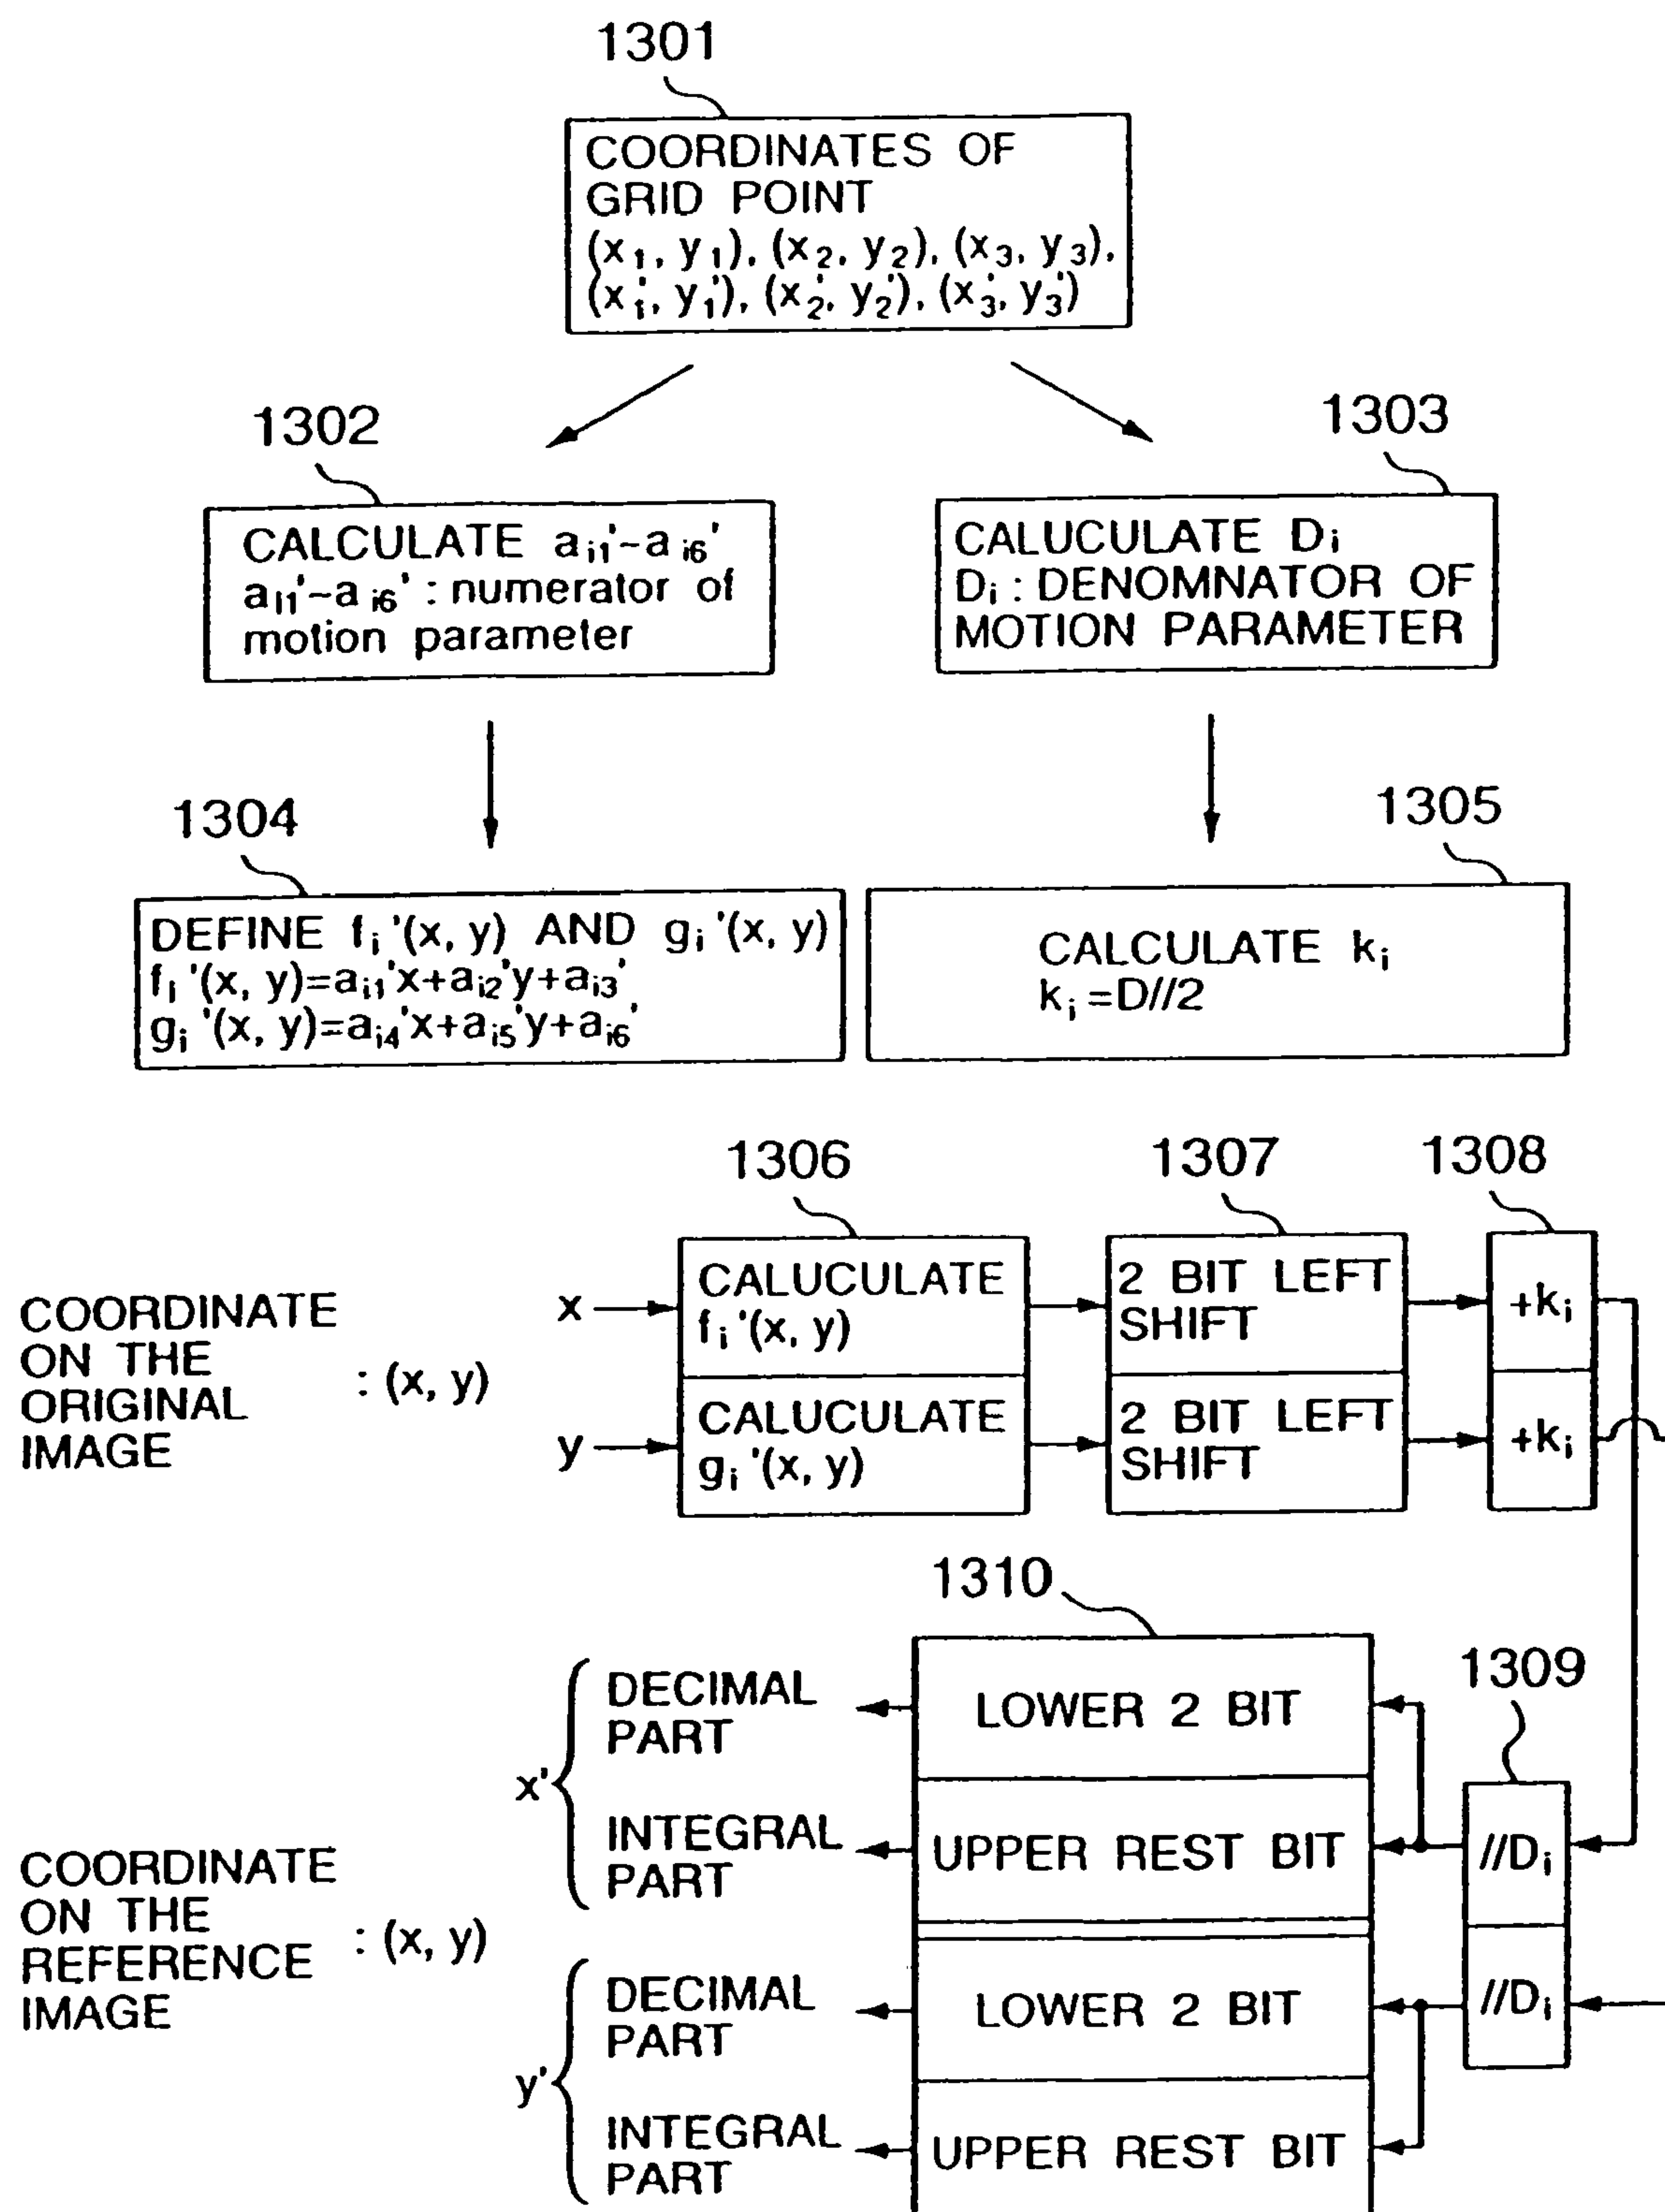 1301
COORDINATES OF
GRID POINT
(x₁, y₁), (x₂, y₂), (x₃, y₃),
(x₁', y₁'), (x₂', y₂'), (x₃', y₃')
1302
1303
CALCULATE aᵢ₁'~aᵢ₆'
aᵢ₁'~aᵢ₆' : numerator of
motion parameter
CALUCULATE Dᵢ
Dᵢ : DENOMNATOR OF
MOTION PARAMETER
1304
1305
DEFINE fᵢ'(x, y) AND gᵢ'(x, y)
fᵢ'(x, y)=aᵢ₁'x+aᵢ₂'y+aᵢ₃'
gᵢ'(x, y)=aᵢ₄'x+aᵢ₅'y+aᵢ₆'
CALCULATE kᵢ
kᵢ=D//2
1306
1307
1308
COORDINATE
ON THE
ORIGINAL
IMAGE
: (x, y)
x
CALUCULATE
fᵢ'(x, y)
2 BIT LEFT
SHIFT
+kᵢ
y
CALUCULATE
gᵢ'(x, y)
2 BIT LEFT
SHIFT
+kᵢ
1310
1309
COORDINATE
ON THE
REFERENCE
IMAGE
: (x, y)
x'
DECIMAL
PART
LOWER 2 BIT
INTEGRAL
PART
UPPER REST BIT
//Dᵢ
y'
DECIMAL
PART
LOWER 2 BIT
//Dᵢ
INTEGRAL
PART
UPPER REST BIT